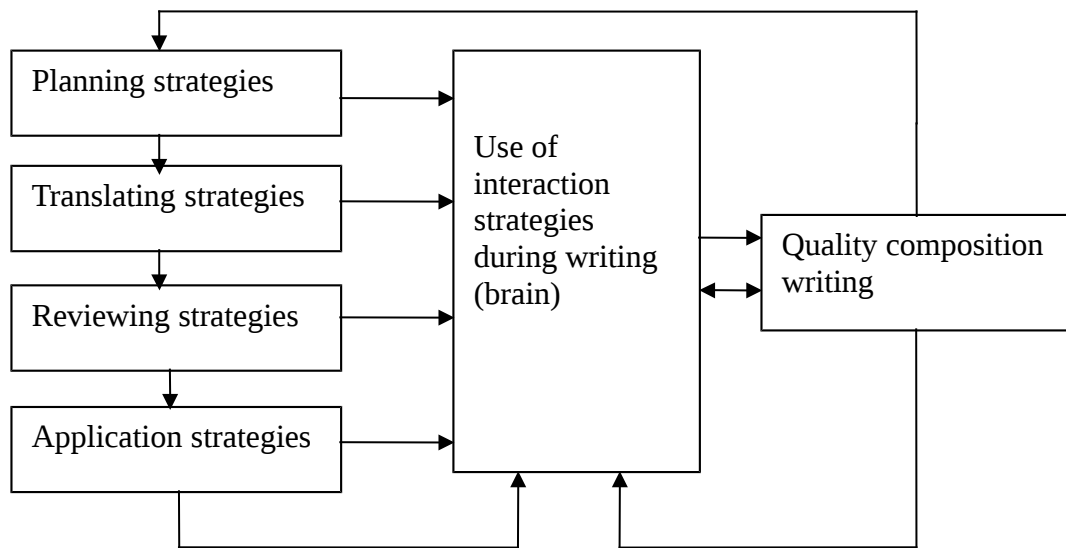 Planning strategies
Translating strategies
Reviewing strategies
Application strategies
Use of
interaction
strategies
during writing
(brain)
Quality composition
writing